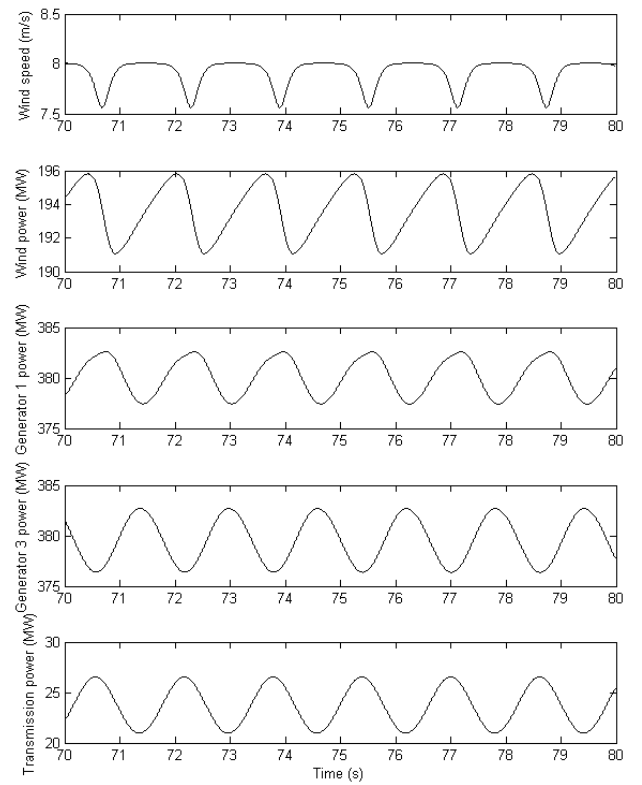 Wind speed (m/s)
8.5
8
7.5
70 71 72 73 74 75 76 77 78 79 80
Wind power (MW)
196
194
192
190
70 71 72 73 74 75 76 77 78 79 80
Generator 1 power (MW)
385
380
375
70 71 72 73 74 75 76 77 78 79 80
Generator 3 power (MW)
385
380
375
70 71 72 73 74 75 76 77 78 79 80
Transmission power (MW)
30
25
20
70 71 72 73 74 75 76 77 78 79 80
Time (s)